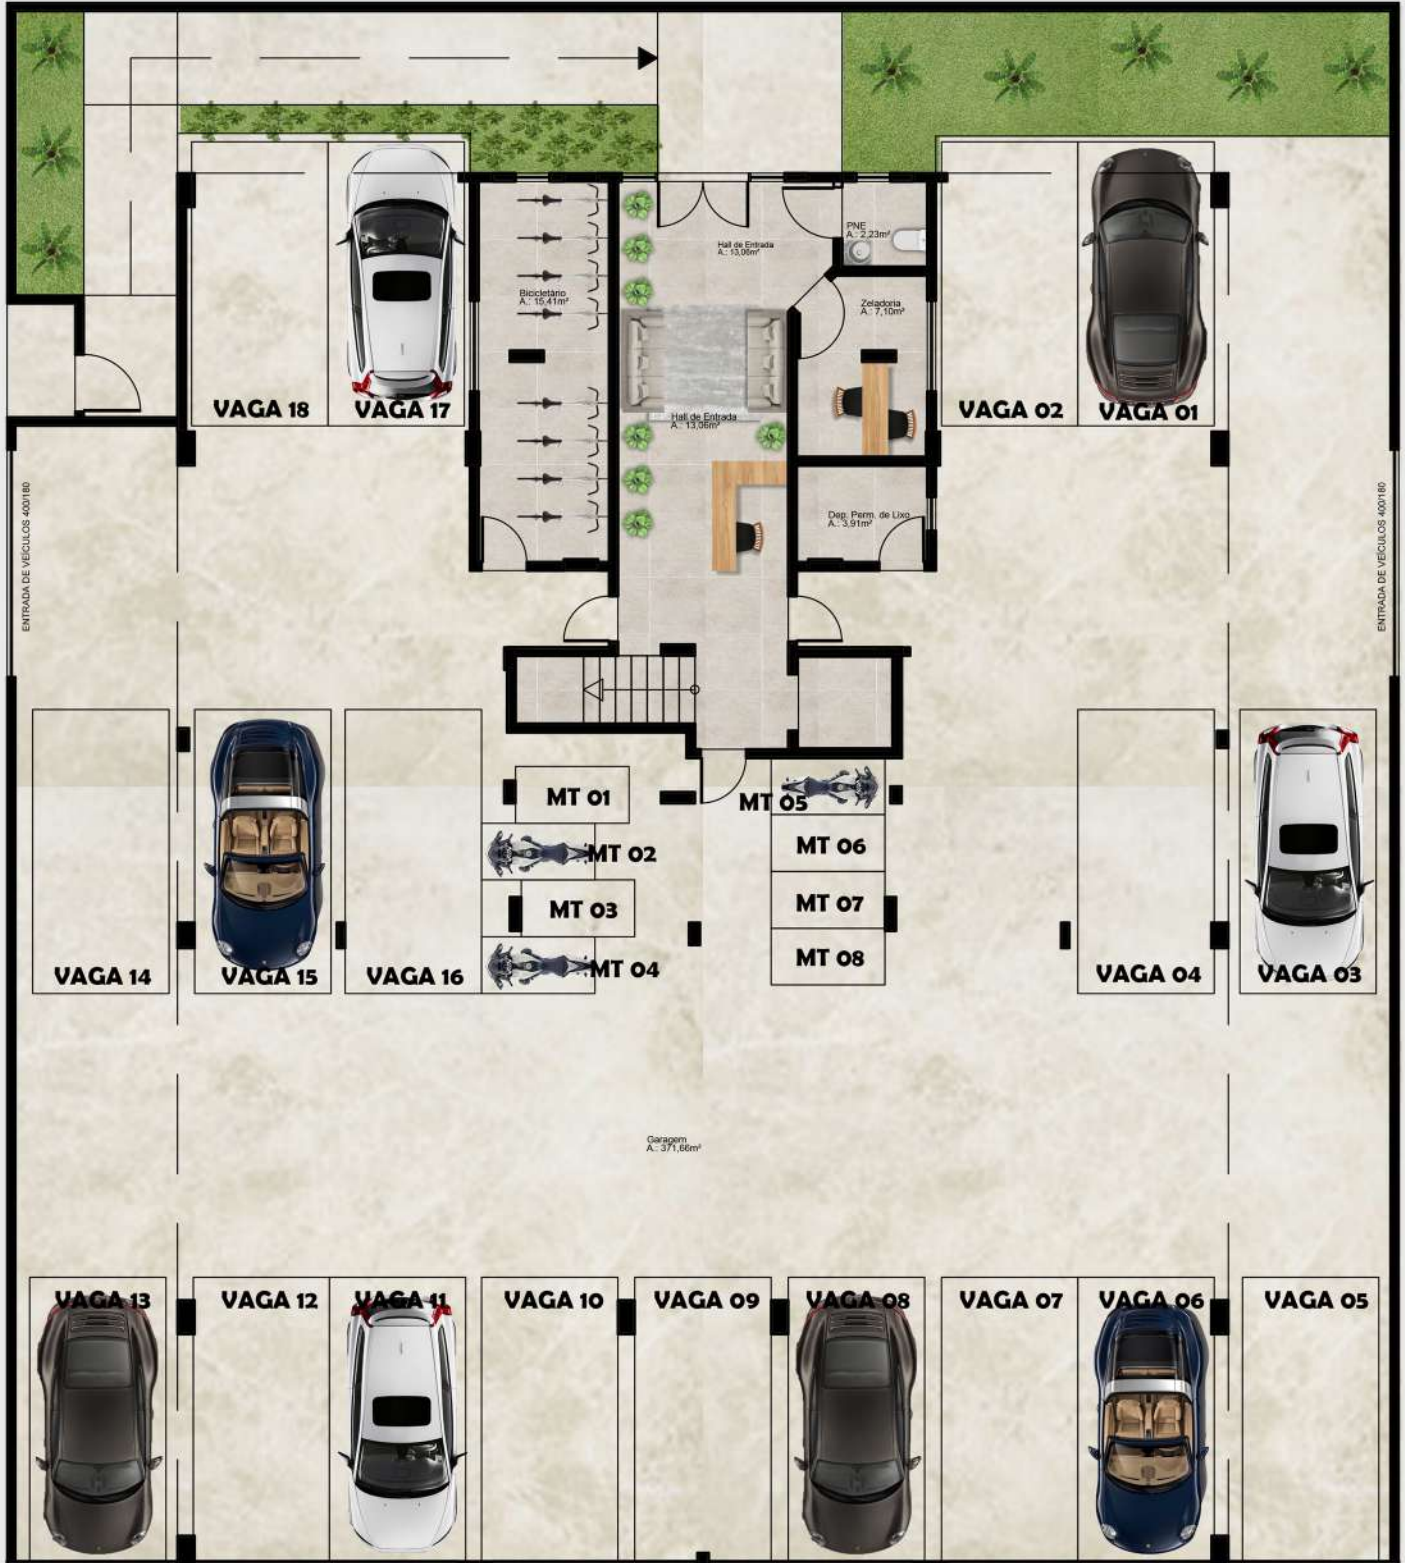 PNE
A.: 2,23m²
Hall de Entrada
A.: 13,06m²
Bicicletário
A.: 15,41m²
Zeladoria
A.: 7,10m²
VAGA 18
VAGA 17
Hall de Entrada
A.: 13,06m²
VAGA 02
VAGA 01
ENTRADA DE VEÍCULOS 400/180
Dep. Perm. de Lixo
A.: 3,91m²
ENTRADA DE VEÍCULOS 400/180
MT 01
MT 05
MT 02
MT 06
MT 03
MT 07
MT 04
MT 08
VAGA 14
VAGA 15
VAGA 16
VAGA 04
VAGA 03
Garagem
A.: 371,66m²
VAGA 13
VAGA 12
VAGA 11
VAGA 10
VAGA 09
VAGA 08
VAGA 07
VAGA 06
VAGA 05